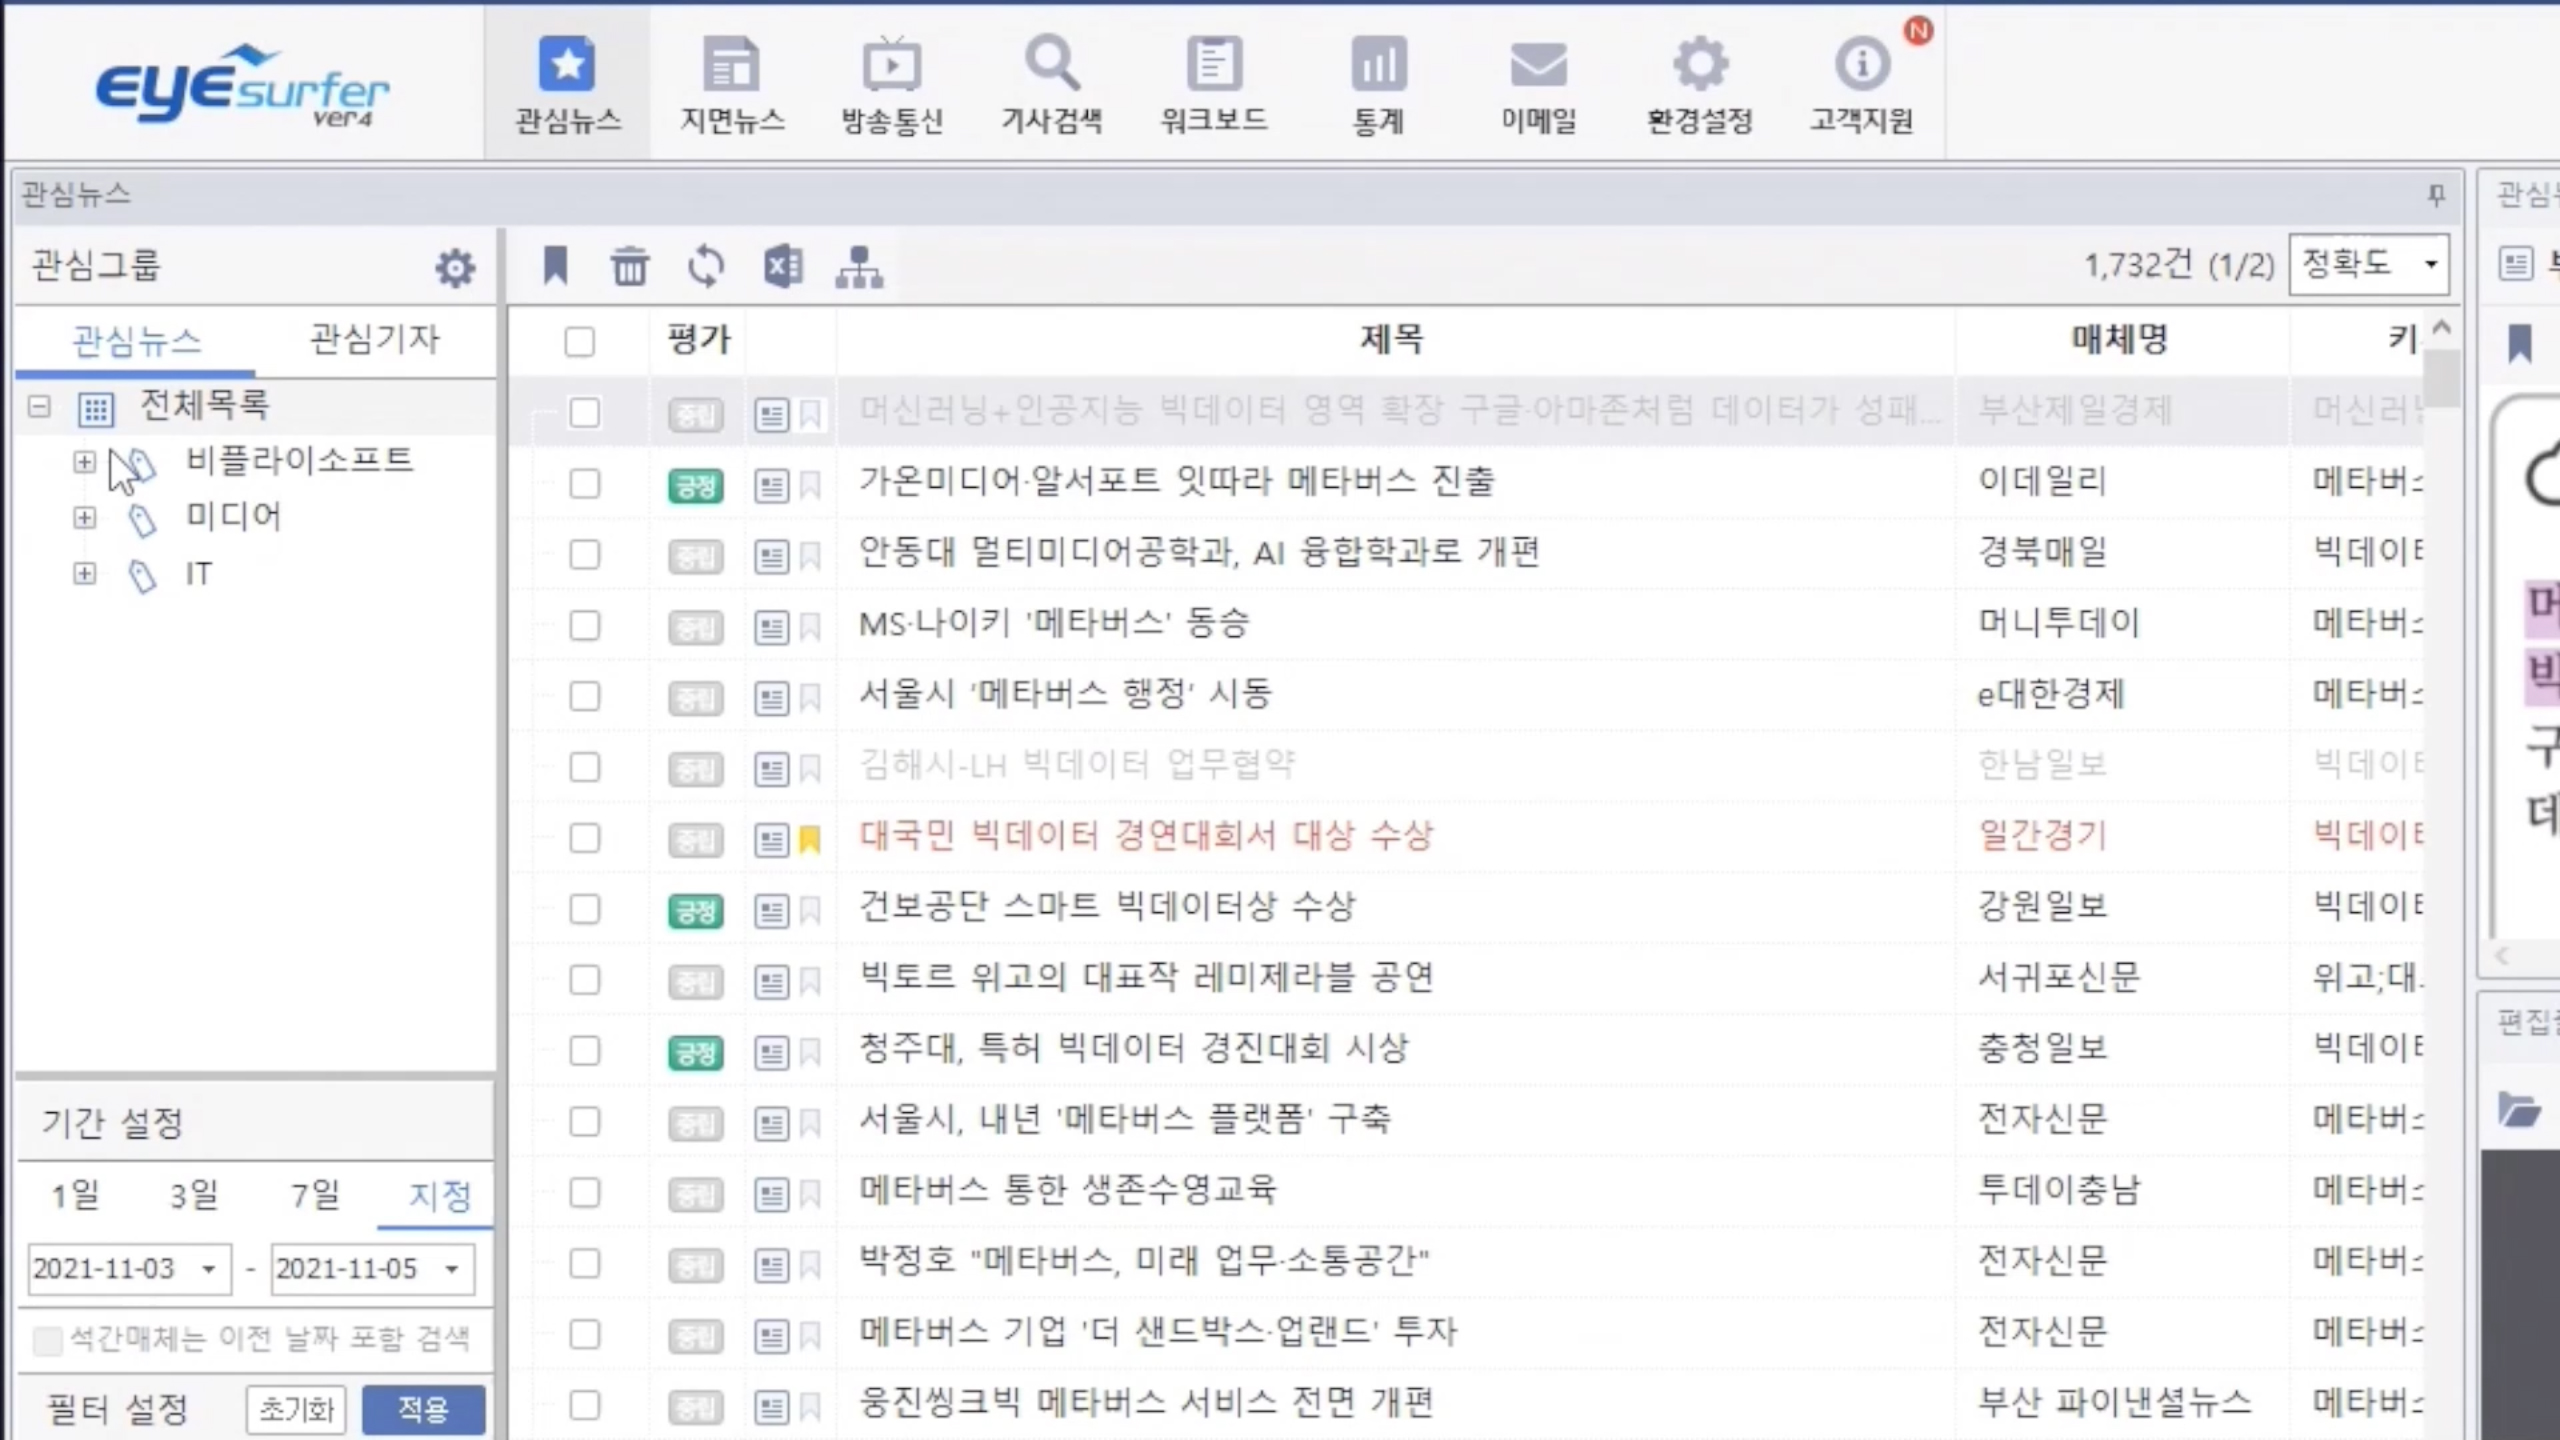 EYEsurfer
ver4
관심뉴스
지면뉴스
방송통신
기사검색
워크보드
통계
이메일
환경설정
고객지원
N
관심뉴스
관심그룹
1,732건 (1/2)
정확도
관심뉴스
관심기자
전체목록
비플라이소프트
미디어
IT
평가
제목
매체명
중립 머신러닝+인공지능 빅데이터 영역 확장 구글·아마존처럼 데이터가 성패... 부산제일경제 머신러닝
긍정 가온미디어·알서포트 잇따라 메타버스 진출 이데일리 메타버스
중립 안동대 멀티미디어공학과, AI 융합학과로 개편 경북매일 빅데이터
중립 MS·나이키 '메타버스' 동승 머니투데이 메타버스
중립 서울시 '메타버스 행정' 시동 e대한경제 메타버스
중립 김해시-LH 빅데이터 업무협약 한남일보 빅데이터
중립 대국민 빅데이터 경연대회서 대상 수상 일간경기 빅데이터
긍정 건보공단 스마트 빅데이터상 수상 강원일보 빅데이터
중립 빅토르 위고의 대표작 레미제라블 공연 서귀포신문 위고;대
긍정 청주대, 특허 빅데이터 경진대회 시상 충청일보 빅데이터
중립 서울시, 내년 '메타버스 플랫폼' 구축 전자신문 메타버스
중립 메타버스 통한 생존수영교육 투데이충남 메타버스
중립 박정호 "메타버스, 미래 업무·소통공간" 전자신문 메타버스
중립 메타버스 기업 '더 샌드박스·업랜드' 투자 전자신문 메타버스
중립 웅진씽크빅 메타버스 서비스 전면 개편 부산 파이낸셜뉴스 메타버스
기간 설정
1일 3일 7일 지정
2021-11-03 - 2021-11-05
석간매체는 이전 날짜 포함 검색
필터 설정 초기화 적용
관심
구
데
편집